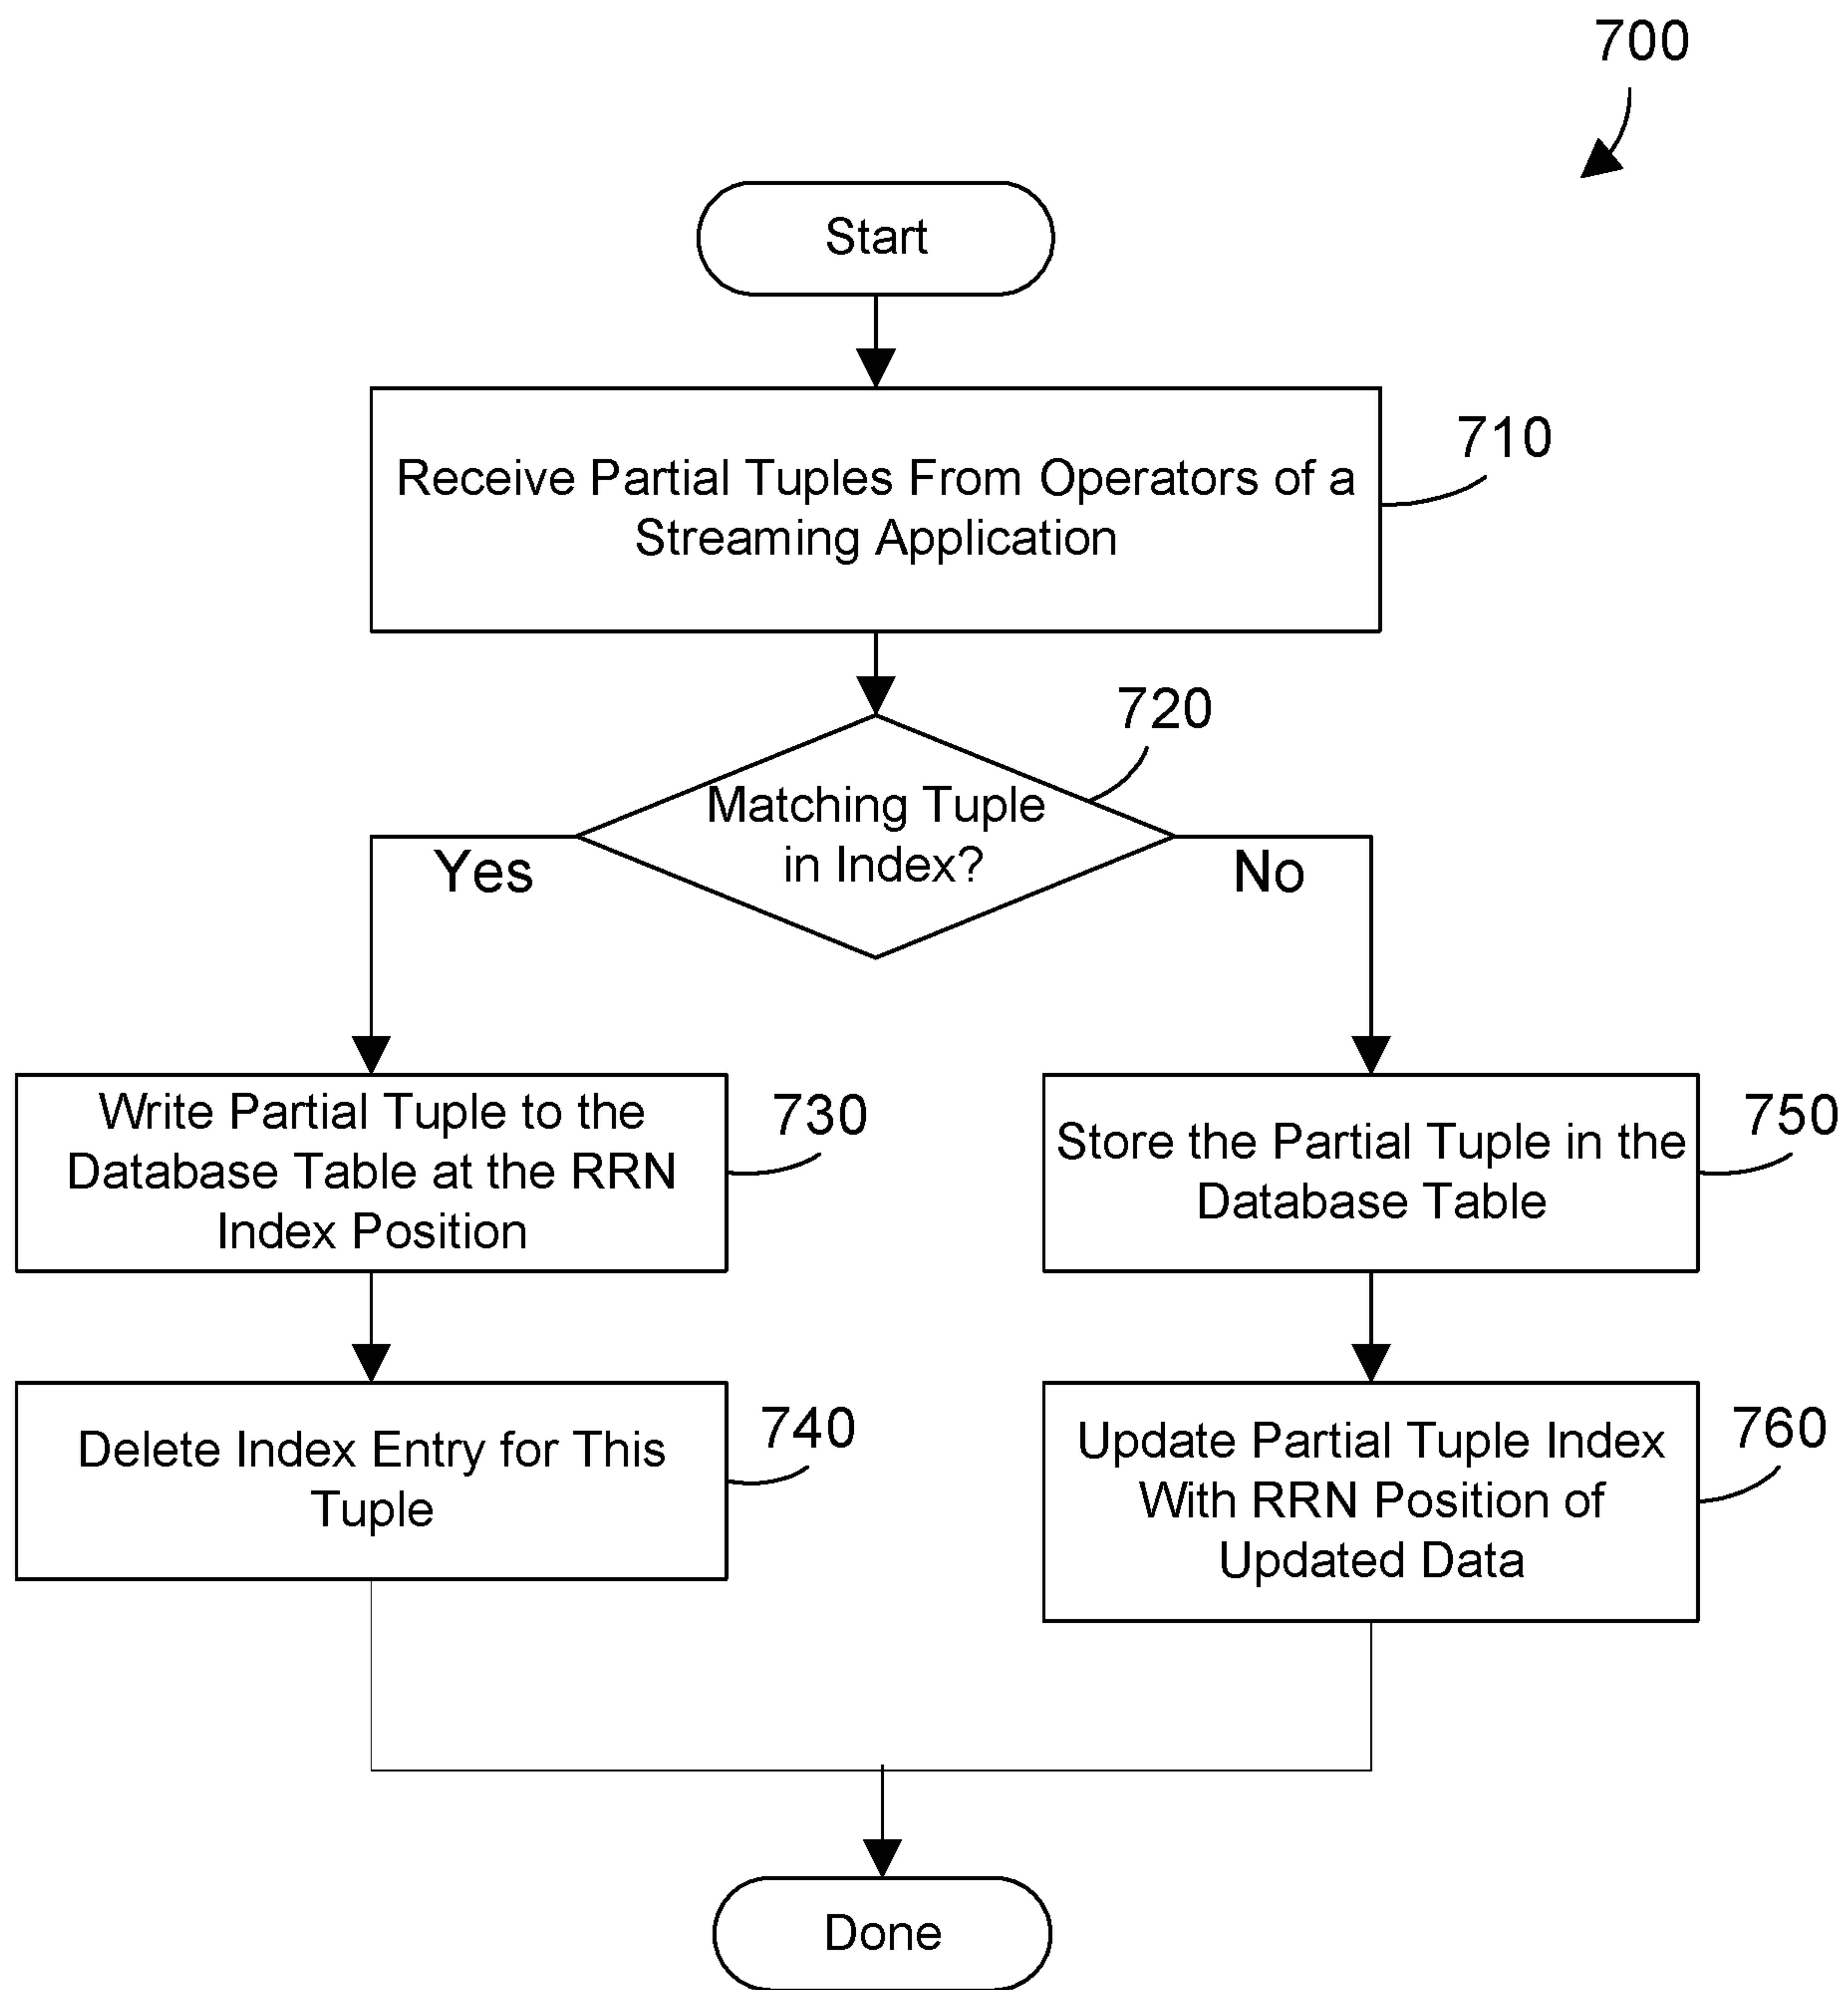 700
Start
Receive Partial Tuples From Operators of a
Streaming Application
710
720
Matching Tuple
in Index?
Yes
No
Write Partial Tuple to the
Database Table at the RRN
Index Position
730
Store the Partial Tuple in the
Database Table
750
Delete Index Entry for This
Tuple
740
Update Partial Tuple Index
With RRN Position of
Updated Data
760
Done